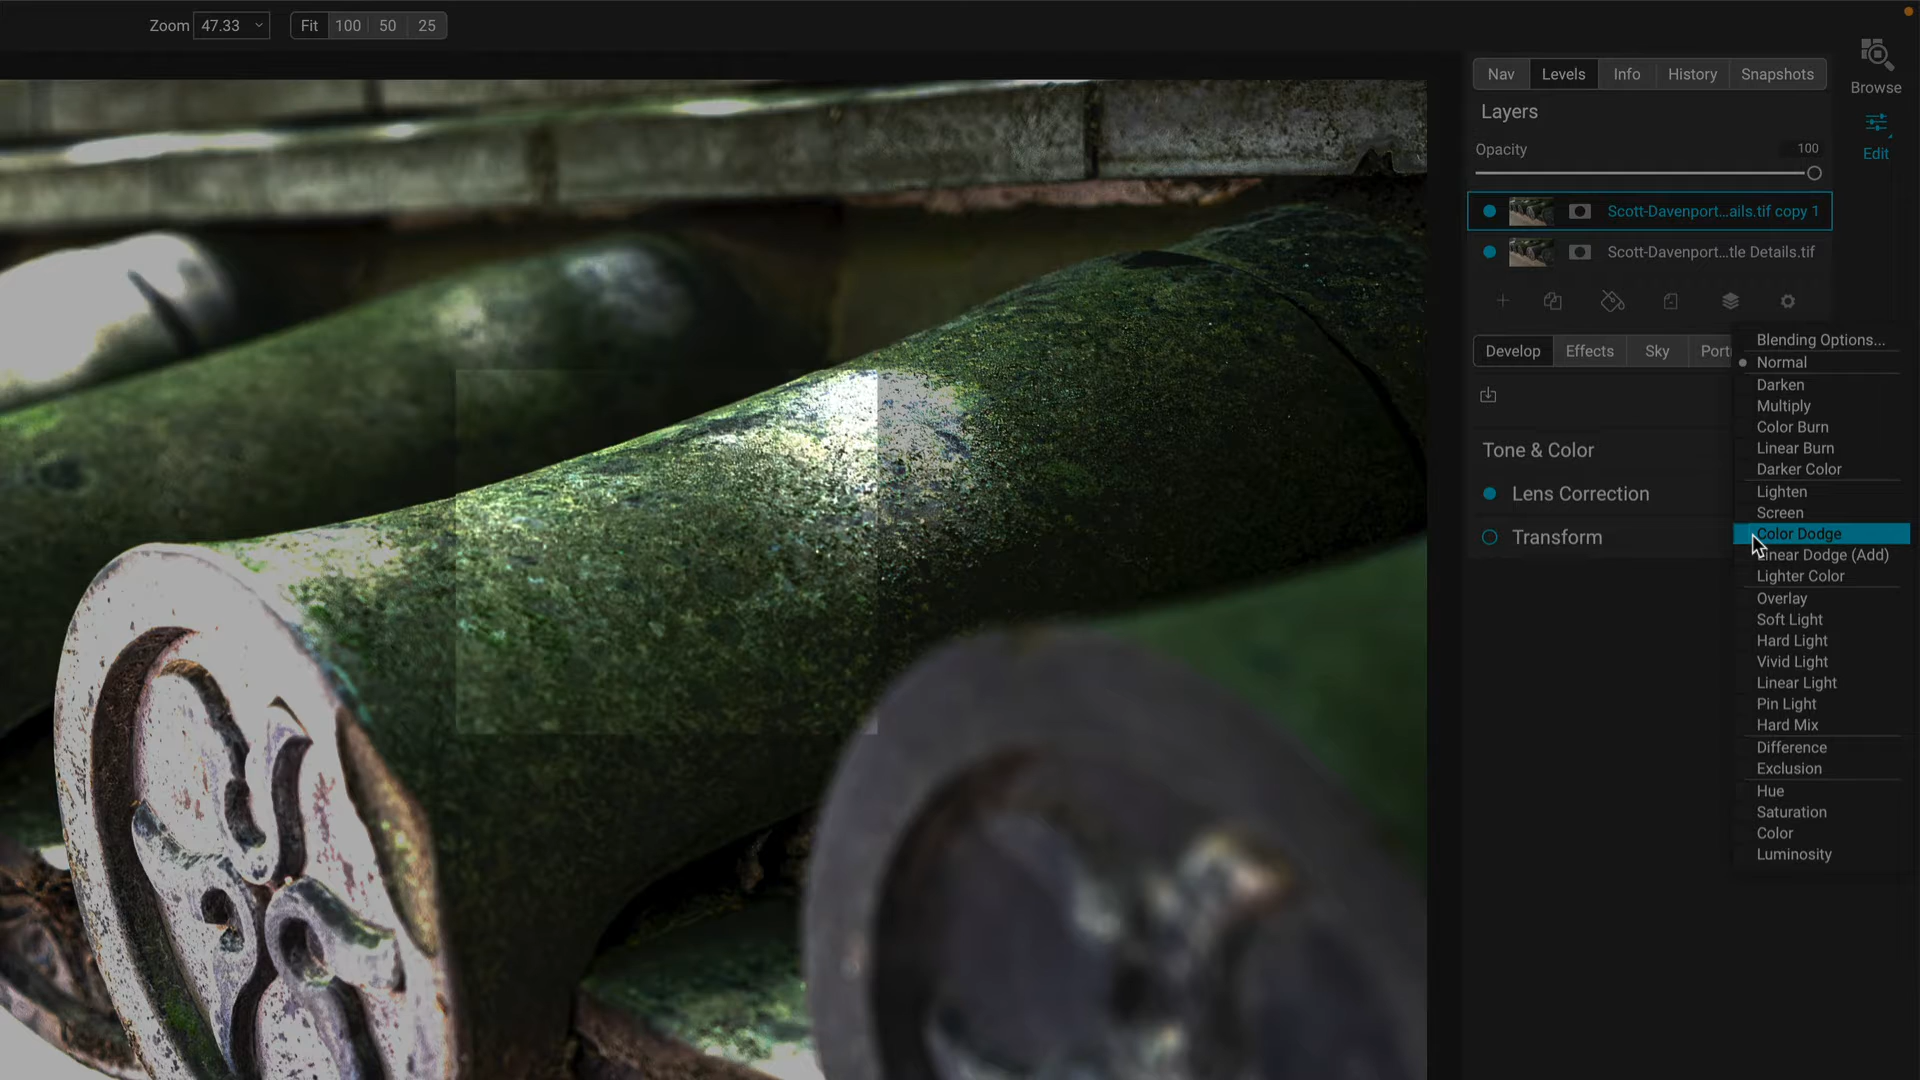 Zoom 47.33 Fit 100 50 25
Nav Levels Info History Snapshots
Browse
Layers
Opacity 100
Edit
Scott-Davenport...ails.tif copy 1
Scott-Davenport...tle Details.tif
Develop Effects Sky Port
Tone & Color
Lens Correction
Transform
Blending Options...
Normal
Darken
Multiply
Color Burn
Linear Burn
Darker Color
Lighten
Screen
Color Dodge
Linear Dodge (Add)
Lighter Color
Overlay
Soft Light
Hard Light
Vivid Light
Linear Light
Pin Light
Hard Mix
Difference
Exclusion
Hue
Saturation
Color
Luminosity